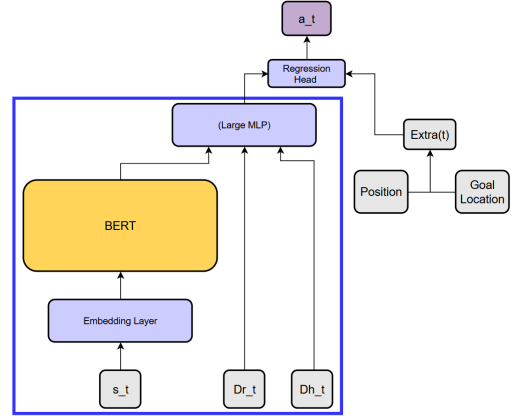 a_t
Regression
Head
(Large MLP)
Extra(t)
Position
Goal
Location
BERT
Embedding Layer
s_t
Dr_t
Dh_t